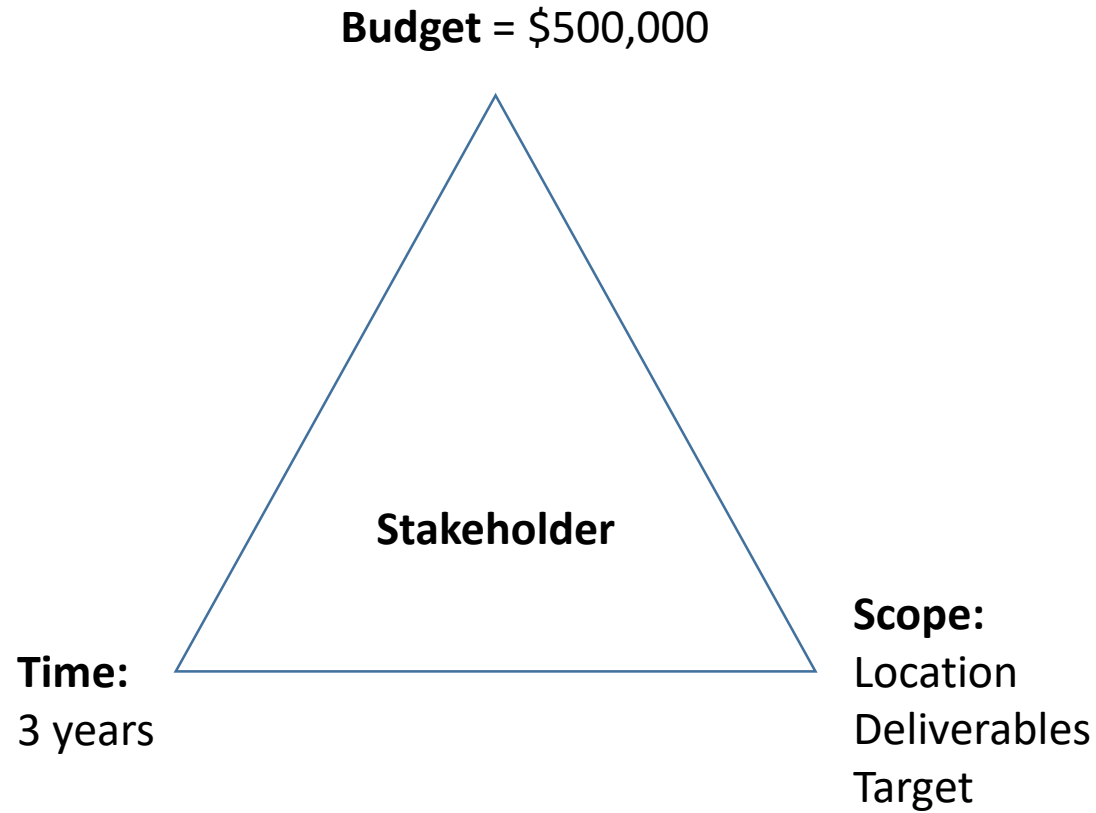 Budget = $500,000
Stakeholder
Time:
3 years
Scope:
Location
Deliverables
Target